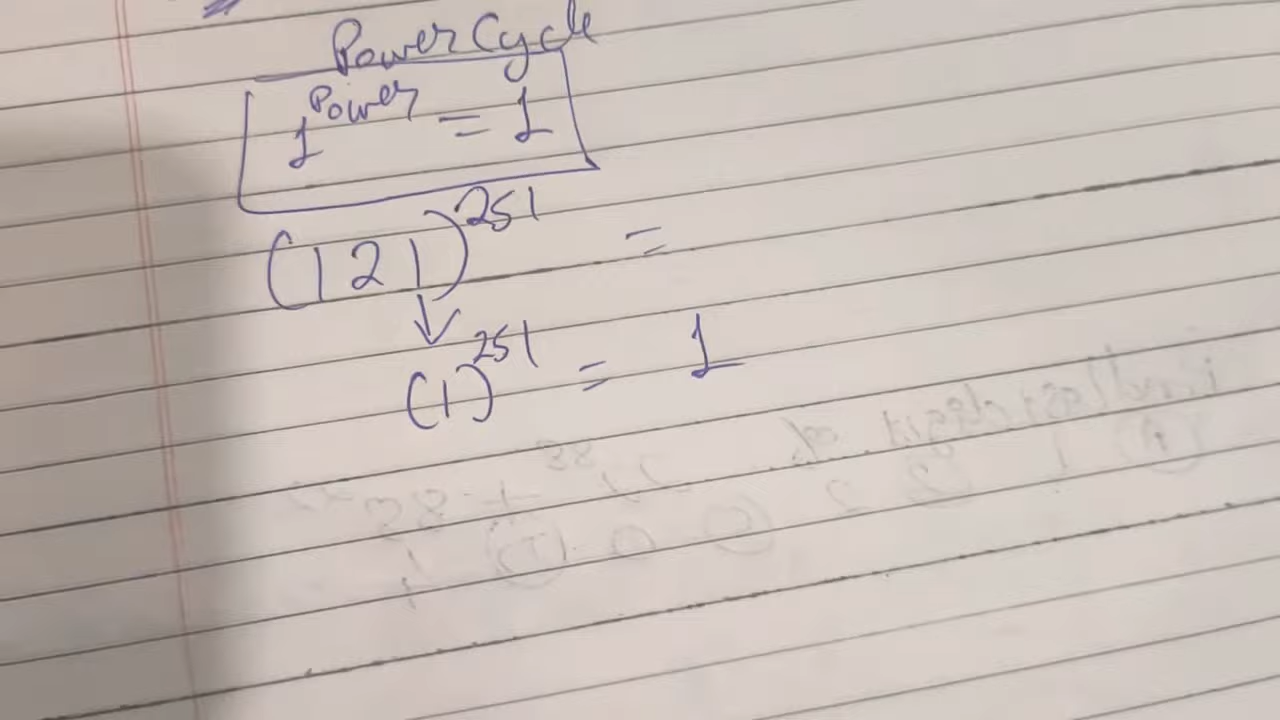 Power Cycle
1^Power = 1
(121)^251 =
↓
(1)^251 = 1